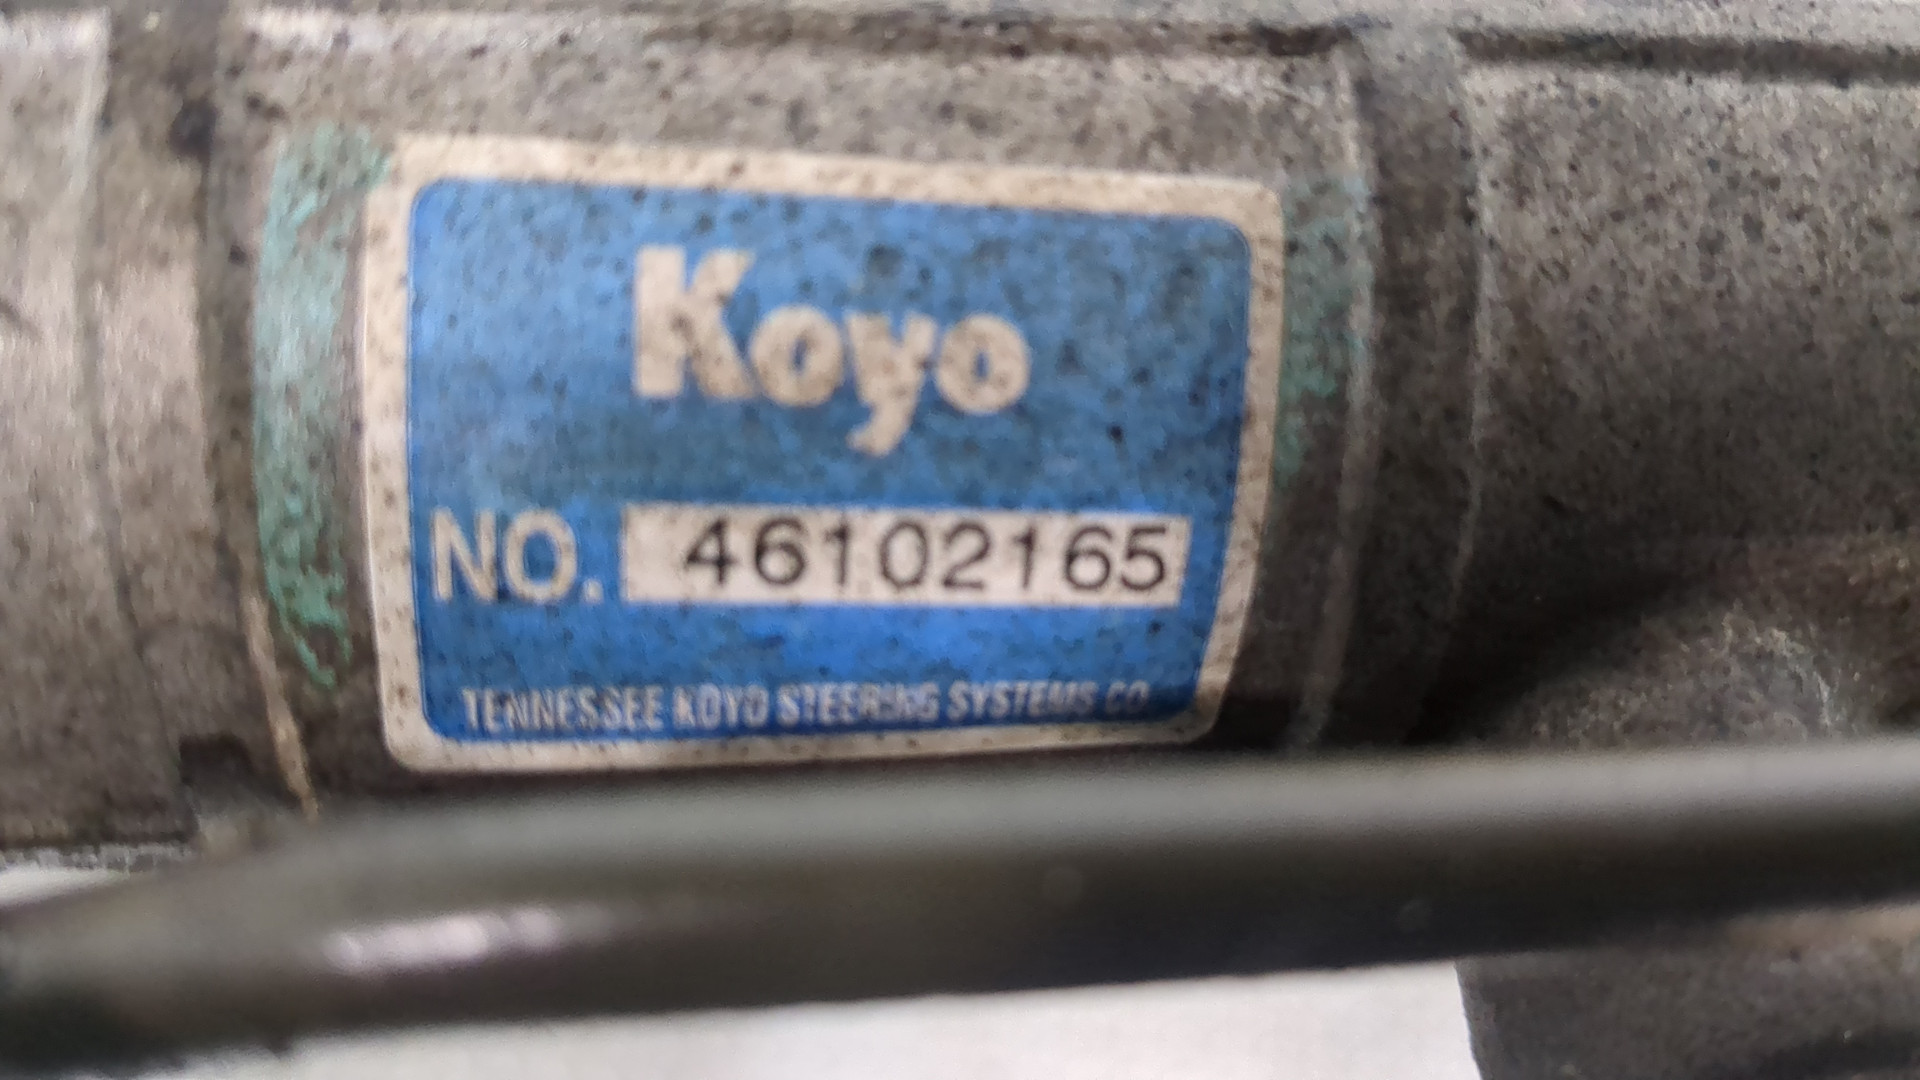 Koyo
NO. 46102165
TENNESSEE KOYO STEERING SYSTEMS CO.